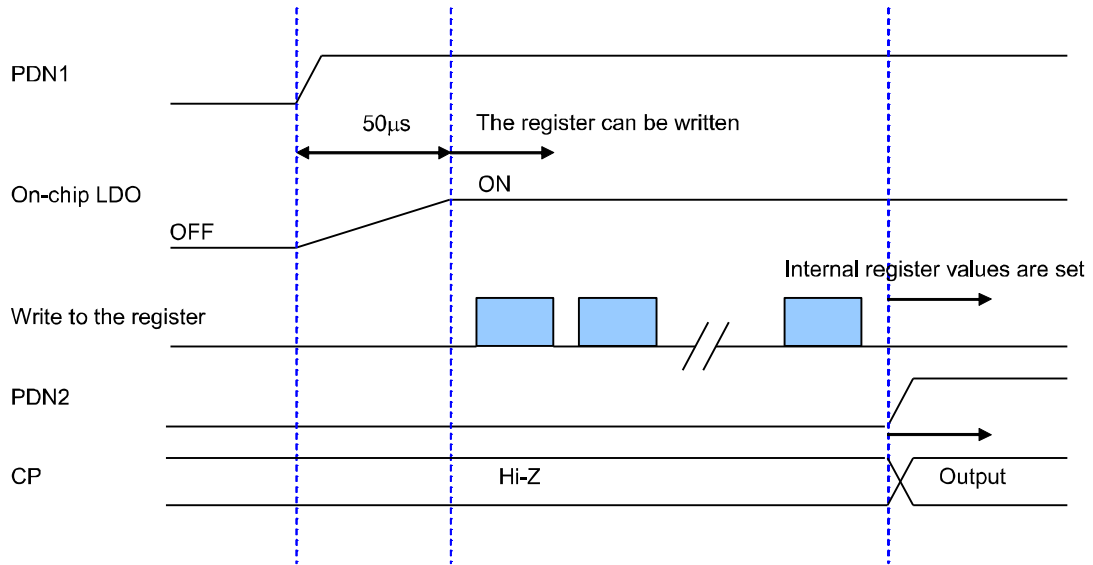 PDN1
50μs
The register can be written
On-chip LDO
ON
OFF
Internal register values are set
Write to the register
PDN2
CP
Hi-Z
Output